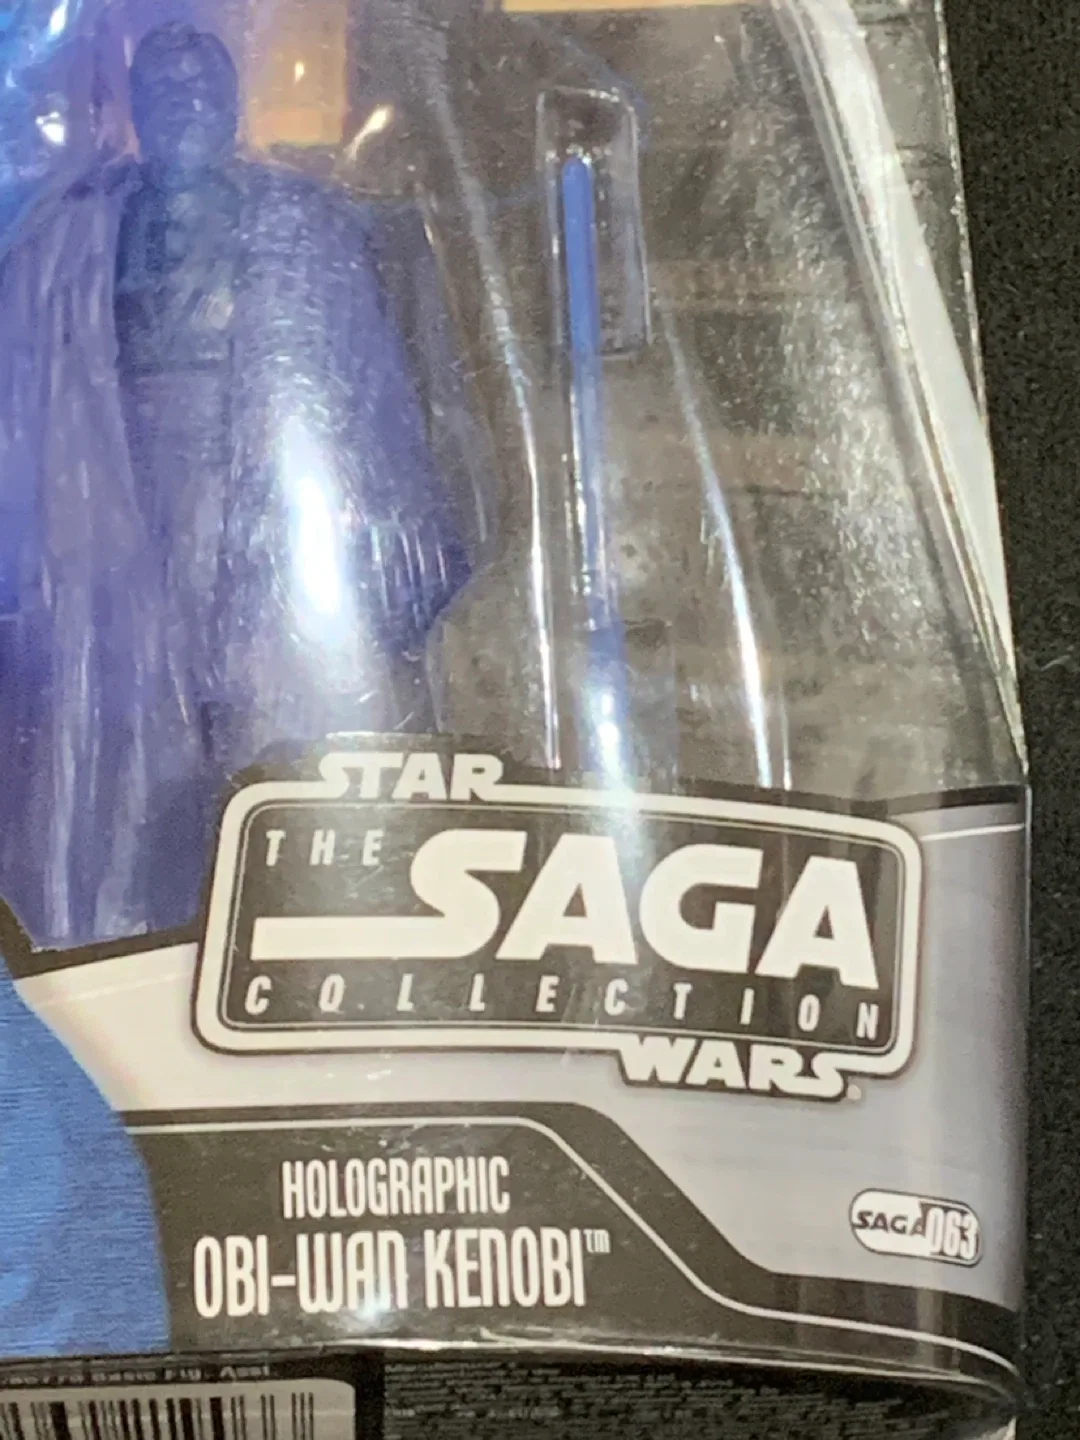 STAR
THE SAGA
COLLECTION
WARS
HOLOGRAPHIC
OBI-WAN KENOBI™
SAGA 063